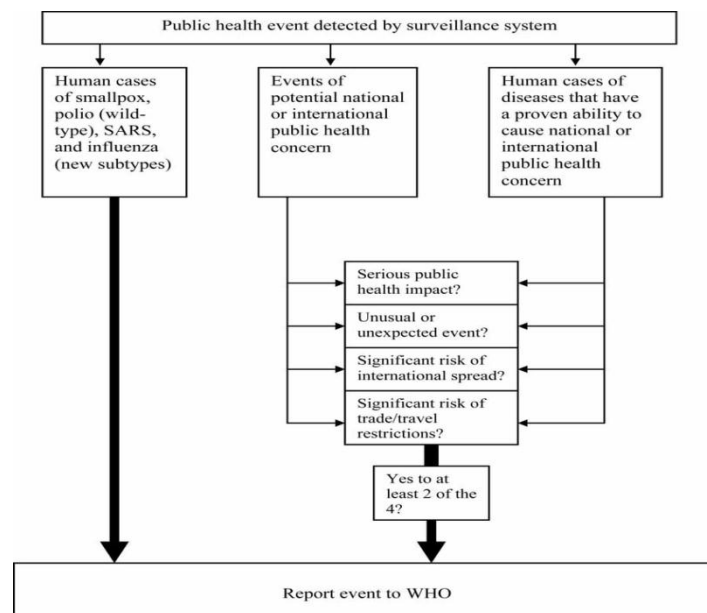 Public health event detected by surveillance system
Human cases
of smallpox,
polio (wild-
type), SARS,
and influenza
(new subtypes)
Events of
potential national
or international
public health
concern
Human cases of
diseases that have
a proven ability to
cause national or
international
public health
concern
Serious public
health impact?
Unusual or
unexpected event?
Significant risk of
international spread?
Significant risk of
trade/travel
restrictions?
Yes to at
least 2 of the
4?
Report event to WHO